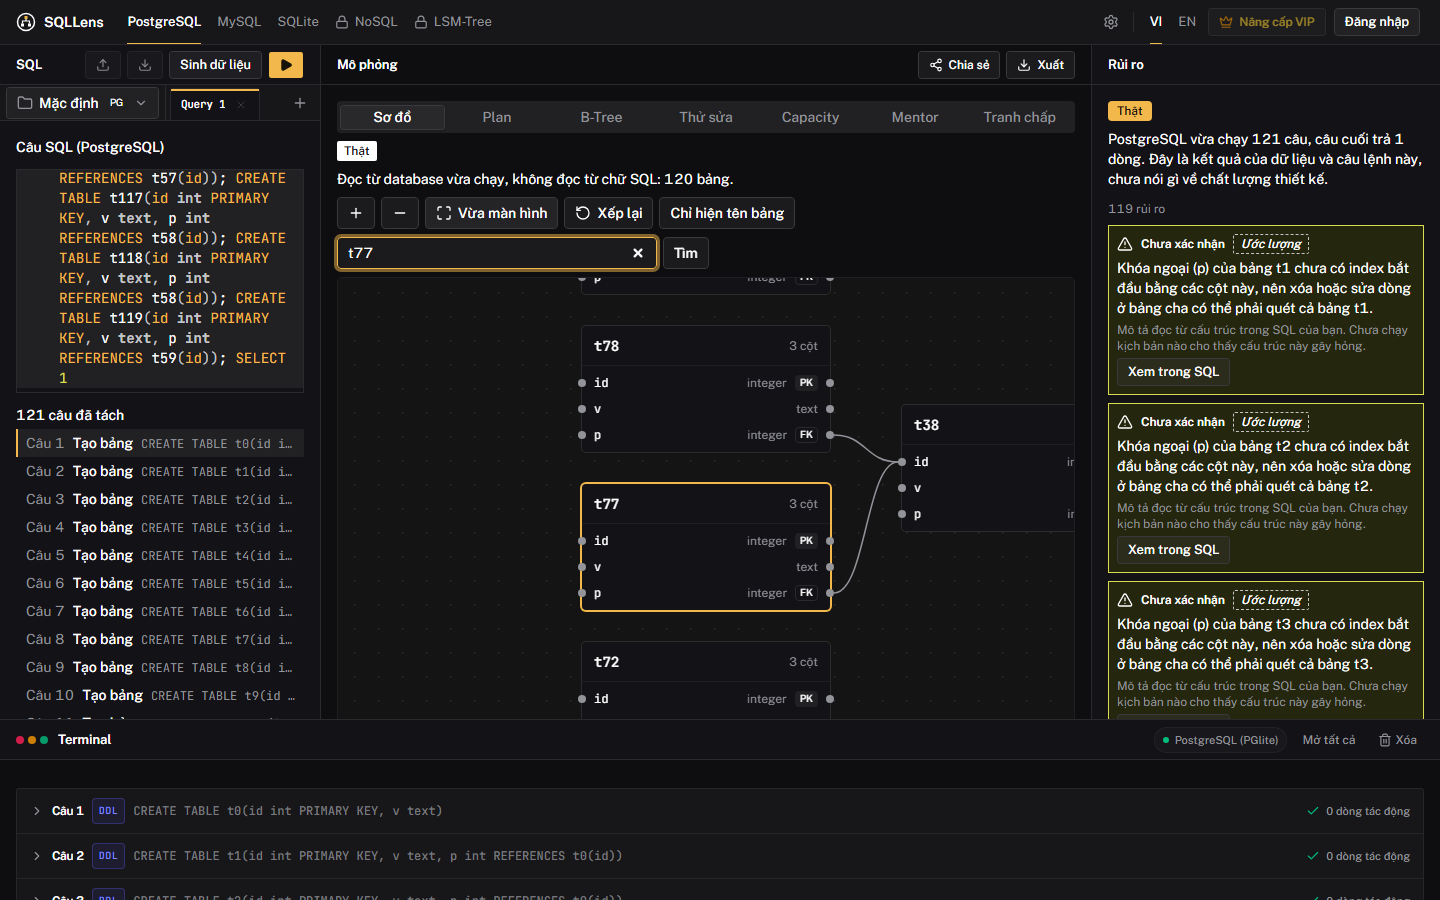 SQLLens
PostgreSQL
MySQL
SQLite
NoSQL
LSM-Tree
VI
EN
Nâng cấp VIP
Đăng nhập
SQL
Sinh dữ liệu
Mặc định PG
Query 1
Câu SQL (PostgreSQL)
REFERENCES t57(id)); CREATE
TABLE t117(id int PRIMARY
KEY, v text, p int
REFERENCES t58(id)); CREATE
TABLE t118(id int PRIMARY
KEY, v text, p int
REFERENCES t58(id)); CREATE
TABLE t119(id int PRIMARY
KEY, v text, p int
REFERENCES t59(id)); SELECT
1
121 câu đã tách
Câu 1 Tạo bảng CREATE TABLE t0(id i…
Câu 2 Tạo bảng CREATE TABLE t1(id i…
Câu 3 Tạo bảng CREATE TABLE t2(id i…
Câu 4 Tạo bảng CREATE TABLE t3(id i…
Câu 5 Tạo bảng CREATE TABLE t4(id i…
Câu 6 Tạo bảng CREATE TABLE t5(id i…
Câu 7 Tạo bảng CREATE TABLE t6(id i…
Câu 8 Tạo bảng CREATE TABLE t7(id i…
Câu 9 Tạo bảng CREATE TABLE t8(id i…
Câu 10 Tạo bảng CREATE TABLE t9(id …
Mô phỏng
Chia sẻ
Xuất
Sơ đồ
Plan
B-Tree
Thử sửa
Capacity
Mentor
Tranh chấp
Thật
Đọc từ database vừa chạy, không đọc từ chữ SQL: 120 bảng.
Vừa màn hình
Xếp lại
Chỉ hiện tên bảng
t77
Tìm
p integer FK
t78 3 cột
id integer PK
v text
p integer FK
t38
id
v
p
t77 3 cột
id integer PK
v text
p integer FK
t72 3 cột
id integer PK
Rủi ro
Thật
PostgreSQL vừa chạy 121 câu, câu cuối trả 1
dòng. Đây là kết quả của dữ liệu và câu lệnh này,
chưa nói gì về chất lượng thiết kế.
119 rủi ro
Chưa xác nhận Ước lượng
Khóa ngoại (p) của bảng t1 chưa có index bắt
đầu bằng các cột này, nên xóa hoặc sửa dòng
ở bảng cha có thể phải quét cả bảng t1.
Mô tả đọc từ cấu trúc trong SQL của bạn. Chưa chạy
kịch bản nào cho thấy cấu trúc này gây hỏng.
Xem trong SQL
Chưa xác nhận Ước lượng
Khóa ngoại (p) của bảng t2 chưa có index bắt
đầu bằng các cột này, nên xóa hoặc sửa dòng
ở bảng cha có thể phải quét cả bảng t2.
Mô tả đọc từ cấu trúc trong SQL của bạn. Chưa chạy
kịch bản nào cho thấy cấu trúc này gây hỏng.
Xem trong SQL
Chưa xác nhận Ước lượng
Khóa ngoại (p) của bảng t3 chưa có index bắt
đầu bằng các cột này, nên xóa hoặc sửa dòng
ở bảng cha có thể phải quét cả bảng t3.
Mô tả đọc từ cấu trúc trong SQL của bạn. Chưa chạy
kịch bản nào cho thấy cấu trúc này gây hỏng.
Terminal
PostgreSQL (PGlite)
Mở tất cả
Xóa
Câu 1 DDL CREATE TABLE t0(id int PRIMARY KEY, v text) 0 dòng tác động
Câu 2 DDL CREATE TABLE t1(id int PRIMARY KEY, v text, p int REFERENCES t0(id)) 0 dòng tác động
Câu 3 DDL CREATE TABLE t2(id int PRIMARY KEY, v text, p int REFERENCES t0(id)) 0 dòng tác động